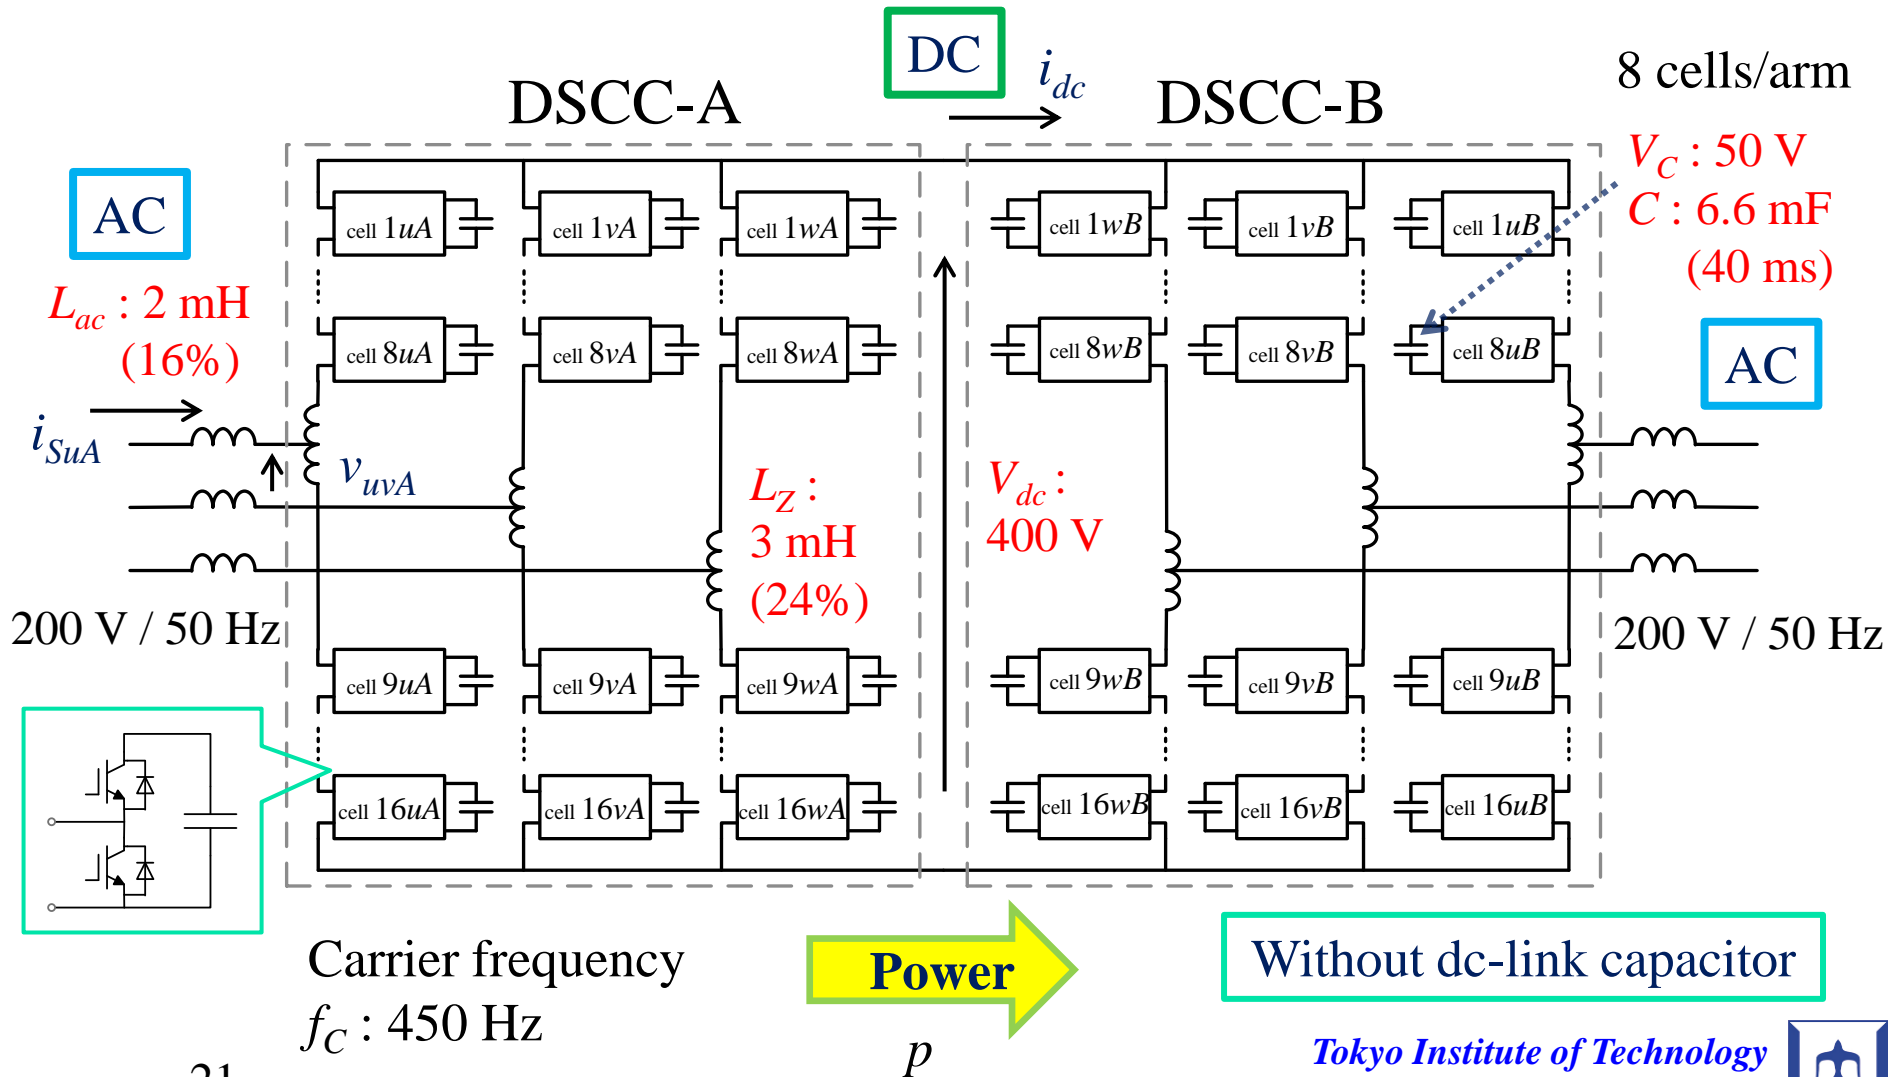 DC
i_dc
8 cells/arm
DSCC-A
DSCC-B
V_C : 50 V
C : 6.6 mF
(40 ms)
AC
L_ac : 2 mH
(16%)
i_SuA
v_uvA
200 V / 50 Hz
cell 1uA
cell 1vA
cell 1wA
cell 1wB
cell 1vB
cell 1uB
cell 8uA
cell 8vA
cell 8wA
cell 8wB
cell 8vB
cell 8uB
AC
L_Z :
3 mH
(24%)
V_dc :
400 V
200 V / 50 Hz
cell 9uA
cell 9vA
cell 9wA
cell 9wB
cell 9vB
cell 9uB
cell 16uA
cell 16vA
cell 16wA
cell 16wB
cell 16vB
cell 16uB
Carrier frequency
f_C : 450 Hz
Power
p
Without dc-link capacitor
Tokyo Institute of Technology
21